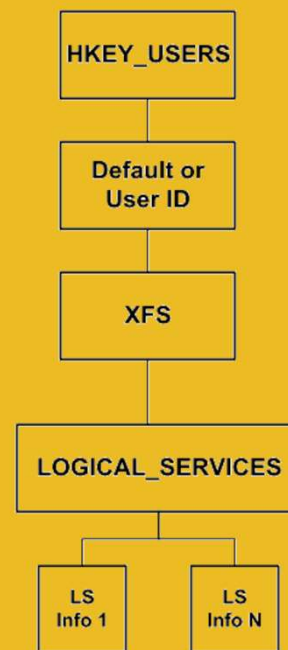 HKEY_USERS
Default or
User ID
XFS
LOGICAL_SERVICES
LS
Info 1
LS
Info N